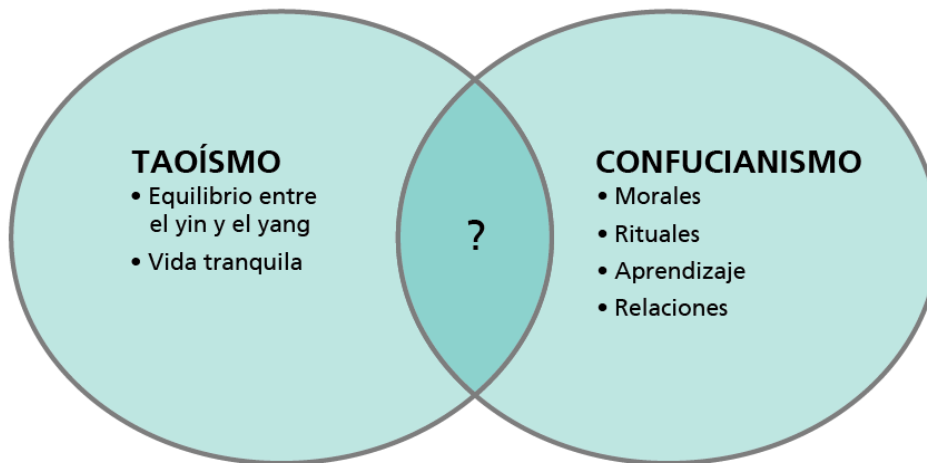 TAOÍSMO
• Equilibrio entre
el yin y el yang
• Vida tranquila
?
CONFUCIANISMO
• Morales
• Rituales
• Aprendizaje
• Relaciones